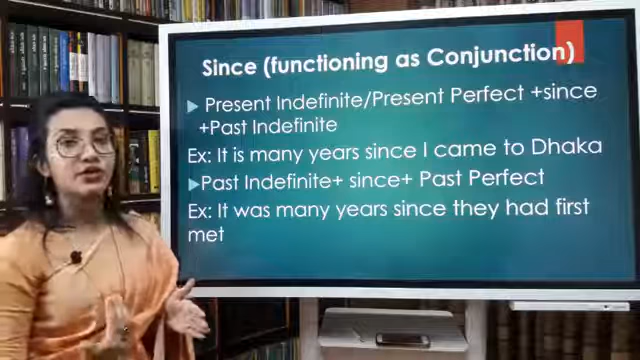 Since (functioning as Conjunction)
Present Indefinite/Present Perfect +since
+Past Indefinite
Ex: It is many years since I came to Dhaka
Past Indefinite+ since+ Past Perfect
Ex: It was many years since they had first
met